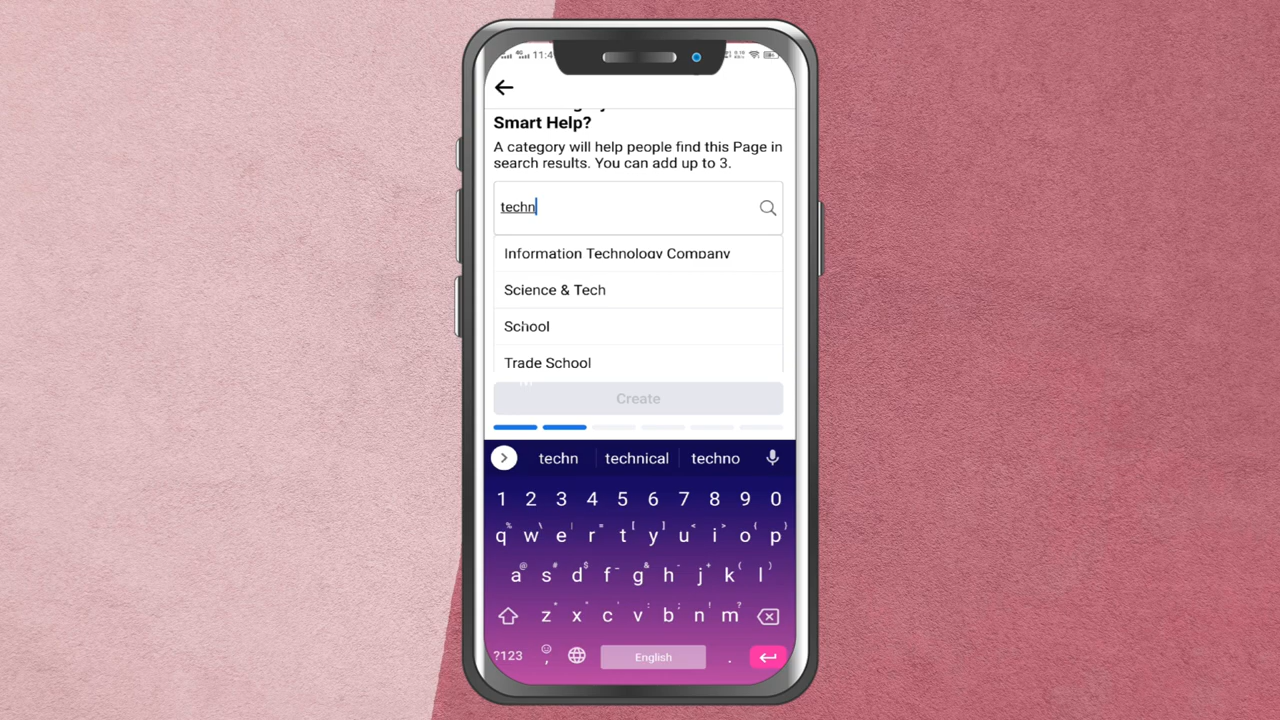 11:4
Smart Help?
A category will help people find this Page in
search results. You can add up to 3.
techn
Information Technology Company
Science & Tech
School
Trade School
Create
techn technical techno
1 2 3 4 5 6 7 8 9 0
q w e r t y u i o p
a s d f g h j k l
z x c v b n m
?123 , English .